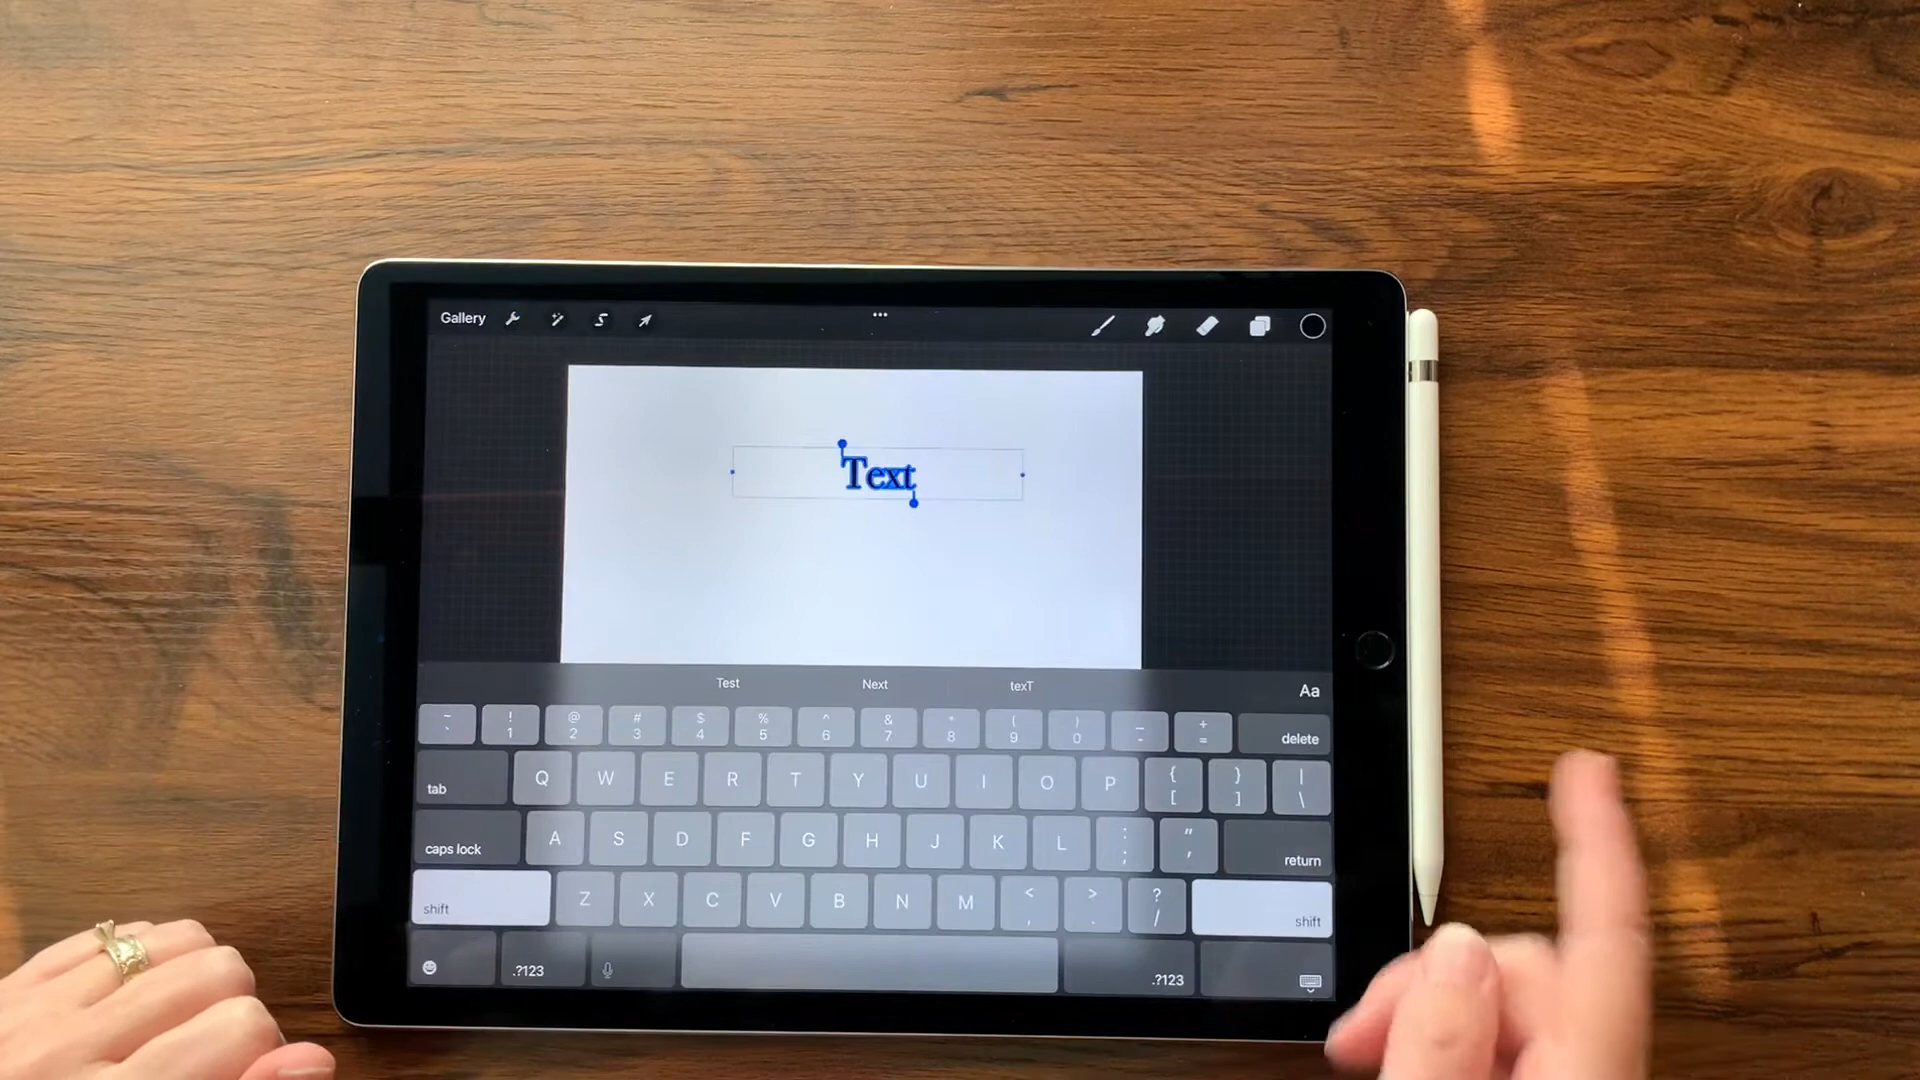 Gallery
Text
Test Next texT Aa
~ ! @ # $ % ^ & * ( ) _ +
` 1 2 3 4 5 6 7 8 9 0 - = delete
tab Q W E R T Y U I O P { } |
[ ] \
caps lock A S D F G H J K L : "
; ' return
shift Z X C V B N M < > ? shift
, . /
.?123 .?123